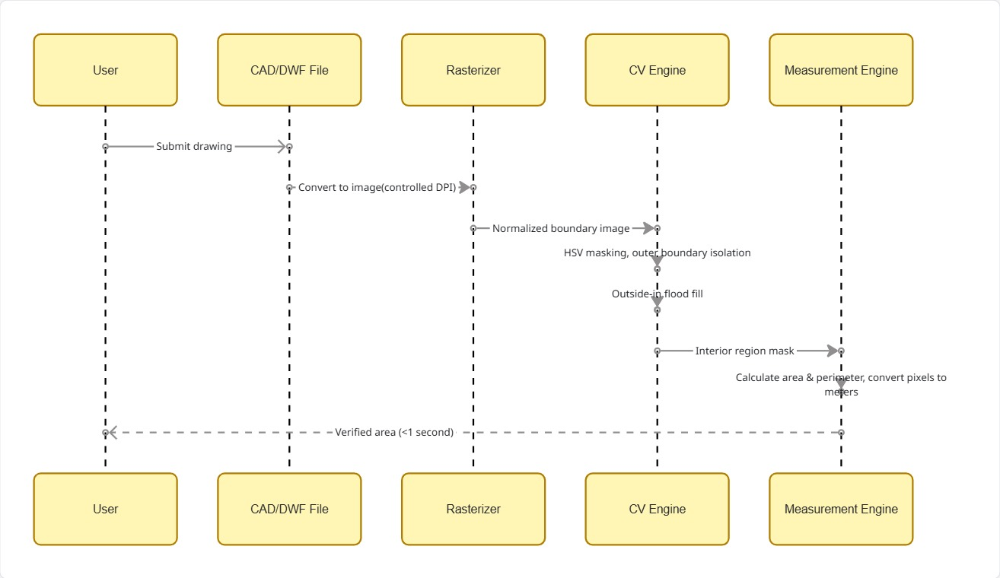 User
CAD/DWF File
Rasterizer
CV Engine
Measurement Engine
Submit drawing
Convert to image(controlled DPI)
Normalized boundary image
HSV masking, outer boundary isolation
Outside-in flood fill
Interior region mask
Calculate area & perimeter, convert pixels to
meters
Verified area (<1 second)
User
CAD/DWF File
Rasterizer
CV Engine
Measurement Engine